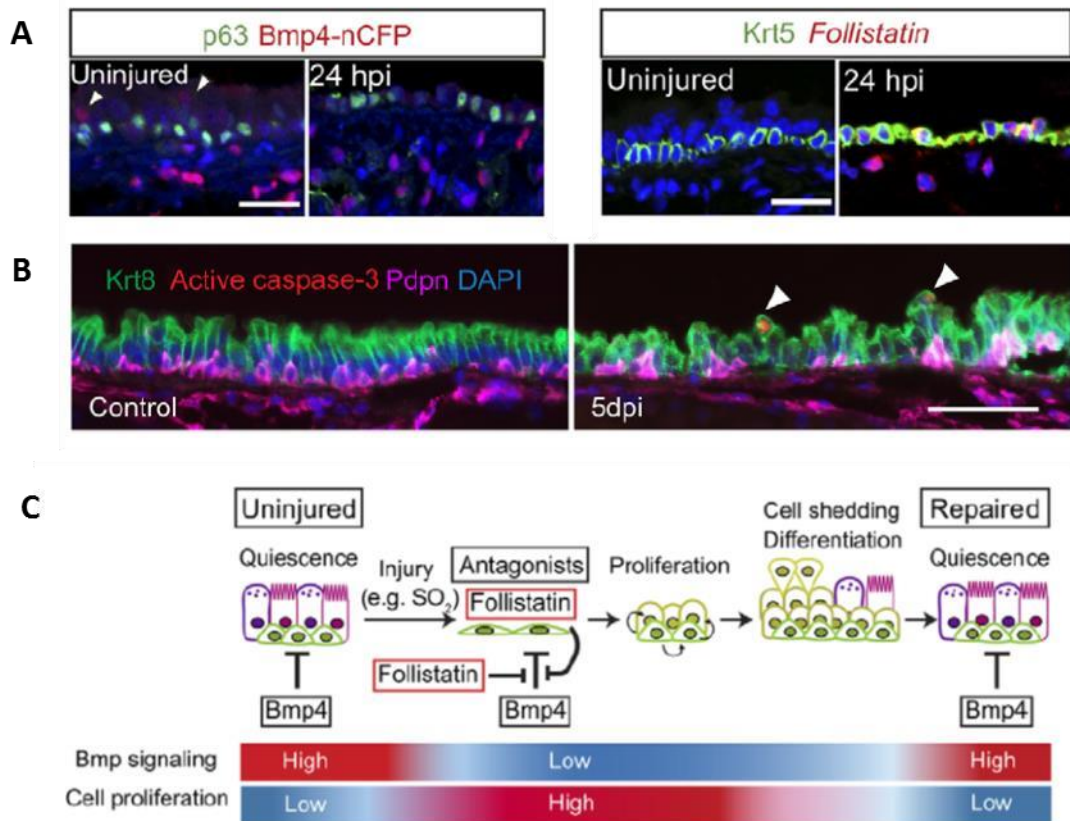 A
p63 Bmp4-nCFP
Uninjured
24 hpi
Krt5 Follistatin
Uninjured
24 hpi
B
Krt8 Active caspase-3 Pdpn DAPI
Control
5dpi
C
Uninjured
Quiescence
Injury
(e.g. SO2)
Antagonists
Follistatin
Follistatin
Bmp4
Bmp4
Proliferation
Cell shedding
Differentiation
Repaired
Quiescence
Bmp4
Bmp signaling
High
Low
High
Cell proliferation
Low
High
Low